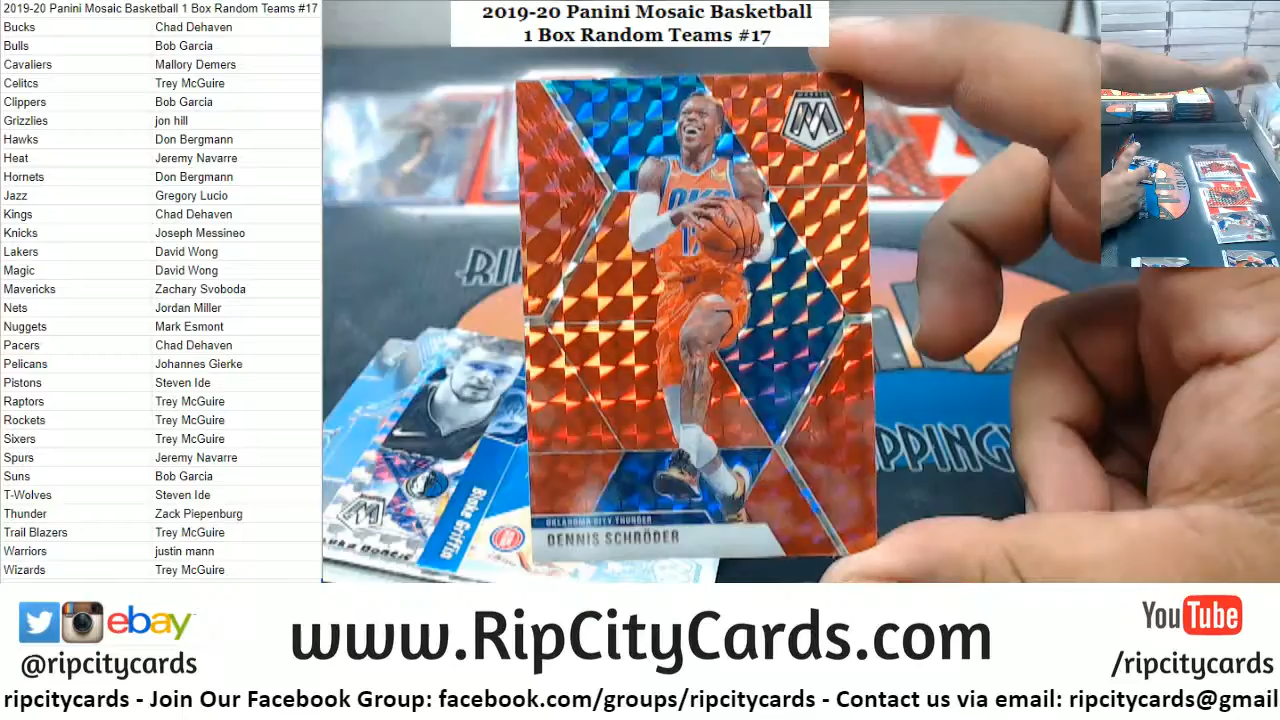 2019-20 Panini Mosaic Basketball 1 Box Random Teams #17
Bucks Chad Dehaven
Bulls Bob Garcia
Cavaliers Mallory Demers
Celitcs Trey McGuire
Clippers Bob Garcia
Grizzlies jon hill
Hawks Don Bergmann
Heat Jeremy Navarre
Hornets Don Bergmann
Jazz Gregory Lucio
Kings Chad Dehaven
Knicks Joseph Messineo
Lakers David Wong
Magic David Wong
Mavericks Zachary Svoboda
Nets Jordan Miller
Nuggets Mark Esmont
Pacers Chad Dehaven
Pelicans Johannes Gierke
Pistons Steven Ide
Raptors Trey McGuire
Rockets Trey McGuire
Sixers Trey McGuire
Spurs Jeremy Navarre
Suns Bob Garcia
T-Wolves Steven Ide
Thunder Zack Piepenburg
Trail Blazers Trey McGuire
Warriors justin mann
Wizards Trey McGuire
2019-20 Panini Mosaic Basketball
1 Box Random Teams #17
MOSAIC
M
OKC
17
OKLAHOMA CITY THUNDER
DENNIS SCHRÖDER
Blake Griffin
RIP
PPING
ebay
@ripcitycards
www.RipCityCards.com
YouTube
/ripcitycards
ripcitycards - Join Our Facebook Group: facebook.com/groups/ripcitycards - Contact us via email: ripcitycards@gmail